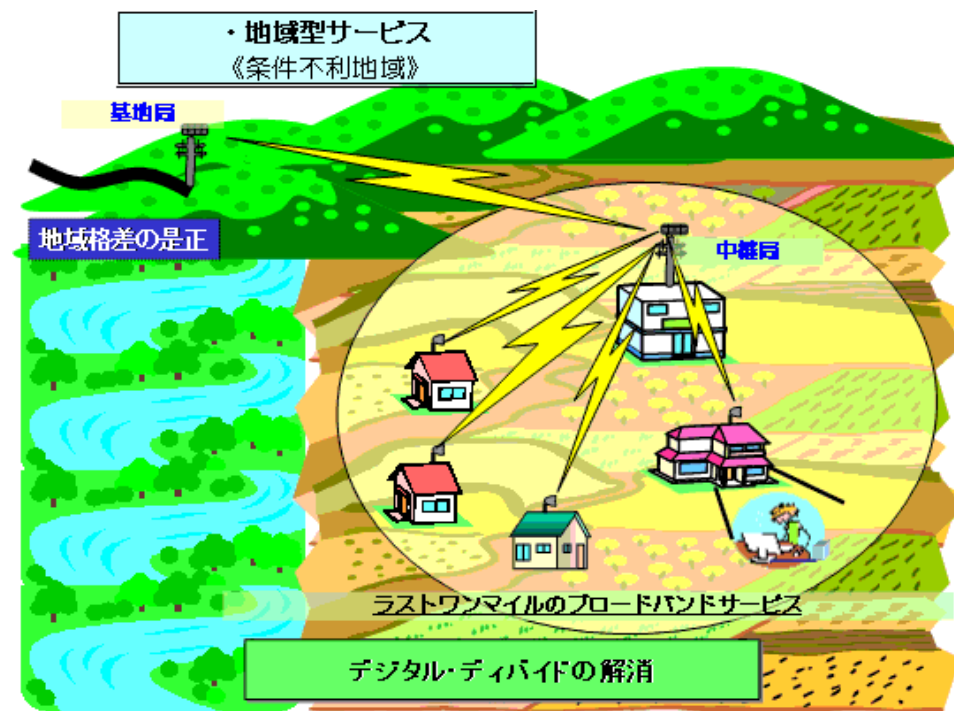 ・地域型サービス
《条件不利地域》
基地局
地域格差の是正
中継局
ラストワンマイルのブロードバンドサービス
デジタル・ディバイドの解消